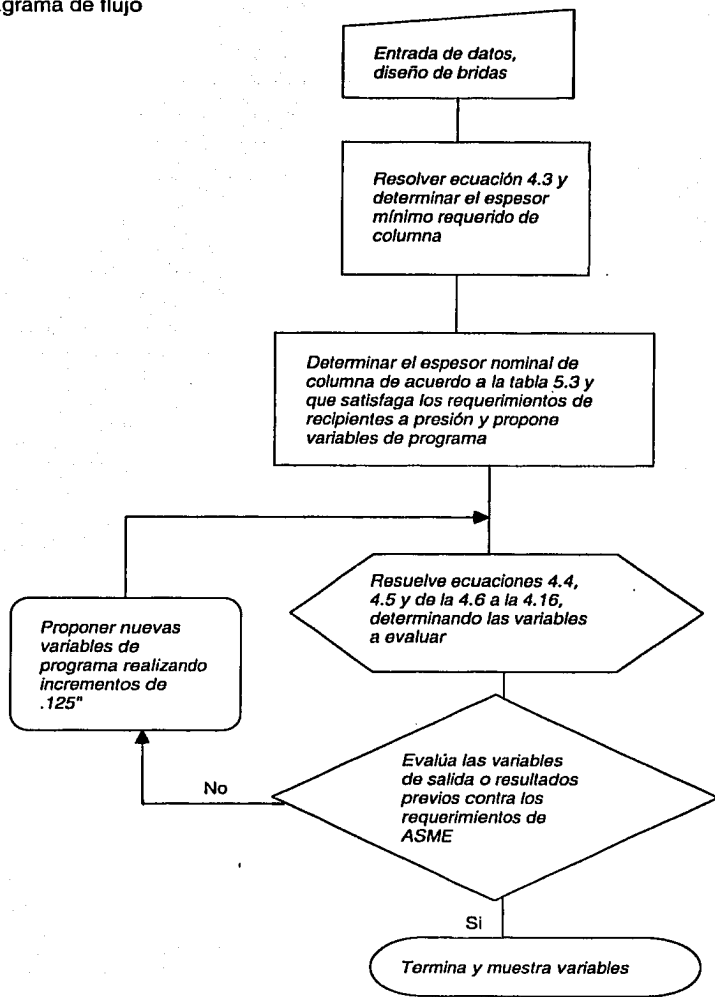 grama de flujo
Entrada de datos,
diseño de bridas
Resolver ecuación 4.3 y
determinar el espesor
mínimo requerido de
columna
Determinar el espesor nominal de
columna de acuerdo a la tabla 5.3 y
que satisfaga los requerimientos de
recipientes a presión y propone
variables de programa
Resuelve ecuaciones 4.4,
4.5 y de la 4.6 a la 4.16,
determinando las variables
a evaluar
Proponer nuevas
variables de
programa realizando
incrementos de
.125"
Evalúa las variables
de salida o resultados
previos contra los
requerimientos de
ASME
No
Si
Termina y muestra variables